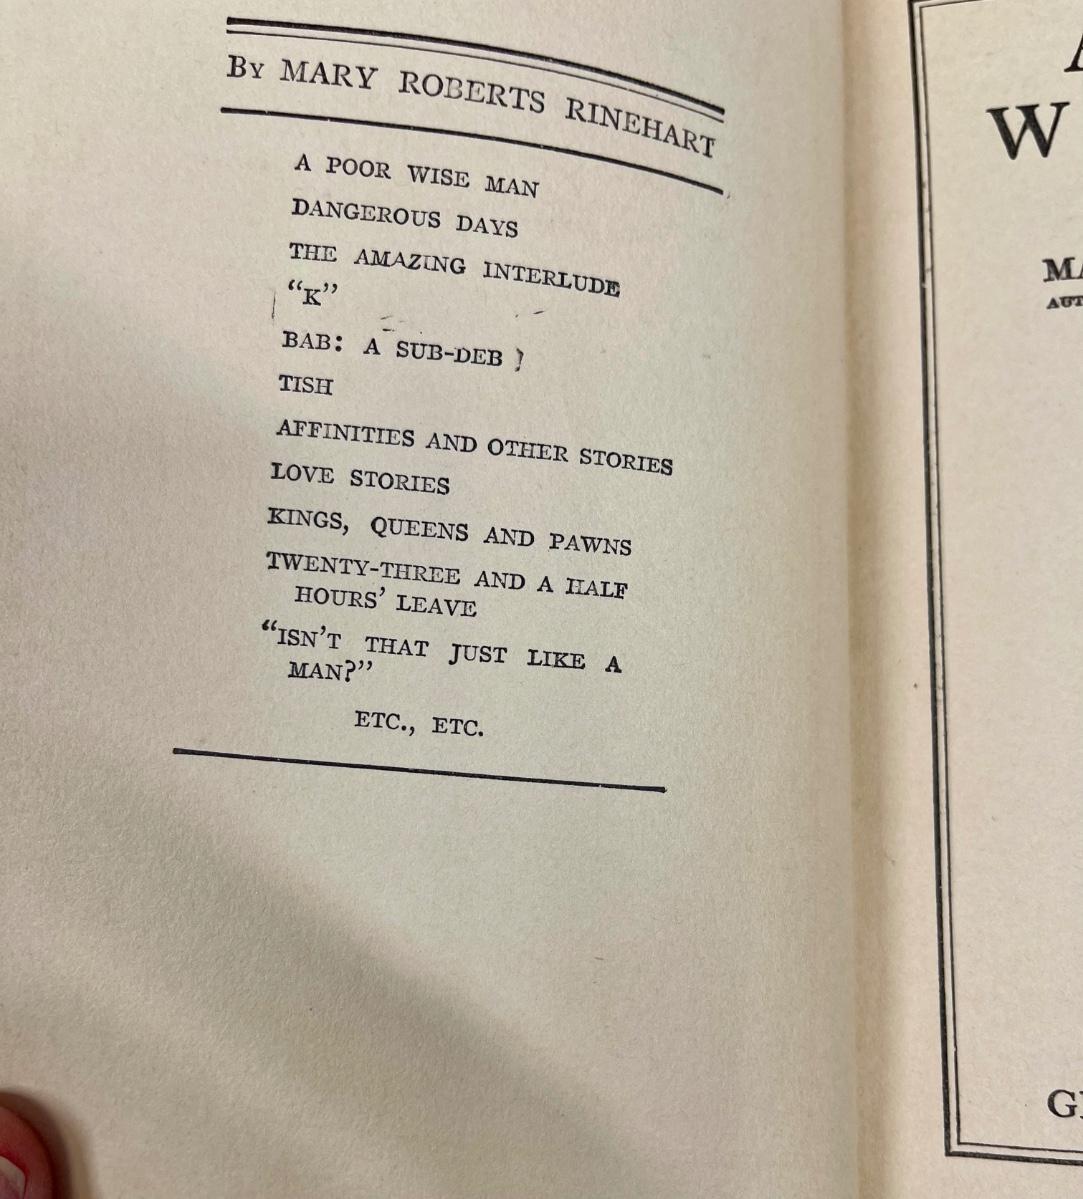 By MARY ROBERTS RINEHART
A POOR WISE MAN
DANGEROUS DAYS
THE AMAZING INTERLUDE
“K”
BAB: A SUB-DEB
TISH
AFFINITIES AND OTHER STORIES
LOVE STORIES
KINGS, QUEENS AND PAWNS
TWENTY-THREE AND A HALF
HOURS’ LEAVE
“ISN’T THAT JUST LIKE A
MAN?”
ETC., ETC.
A
W